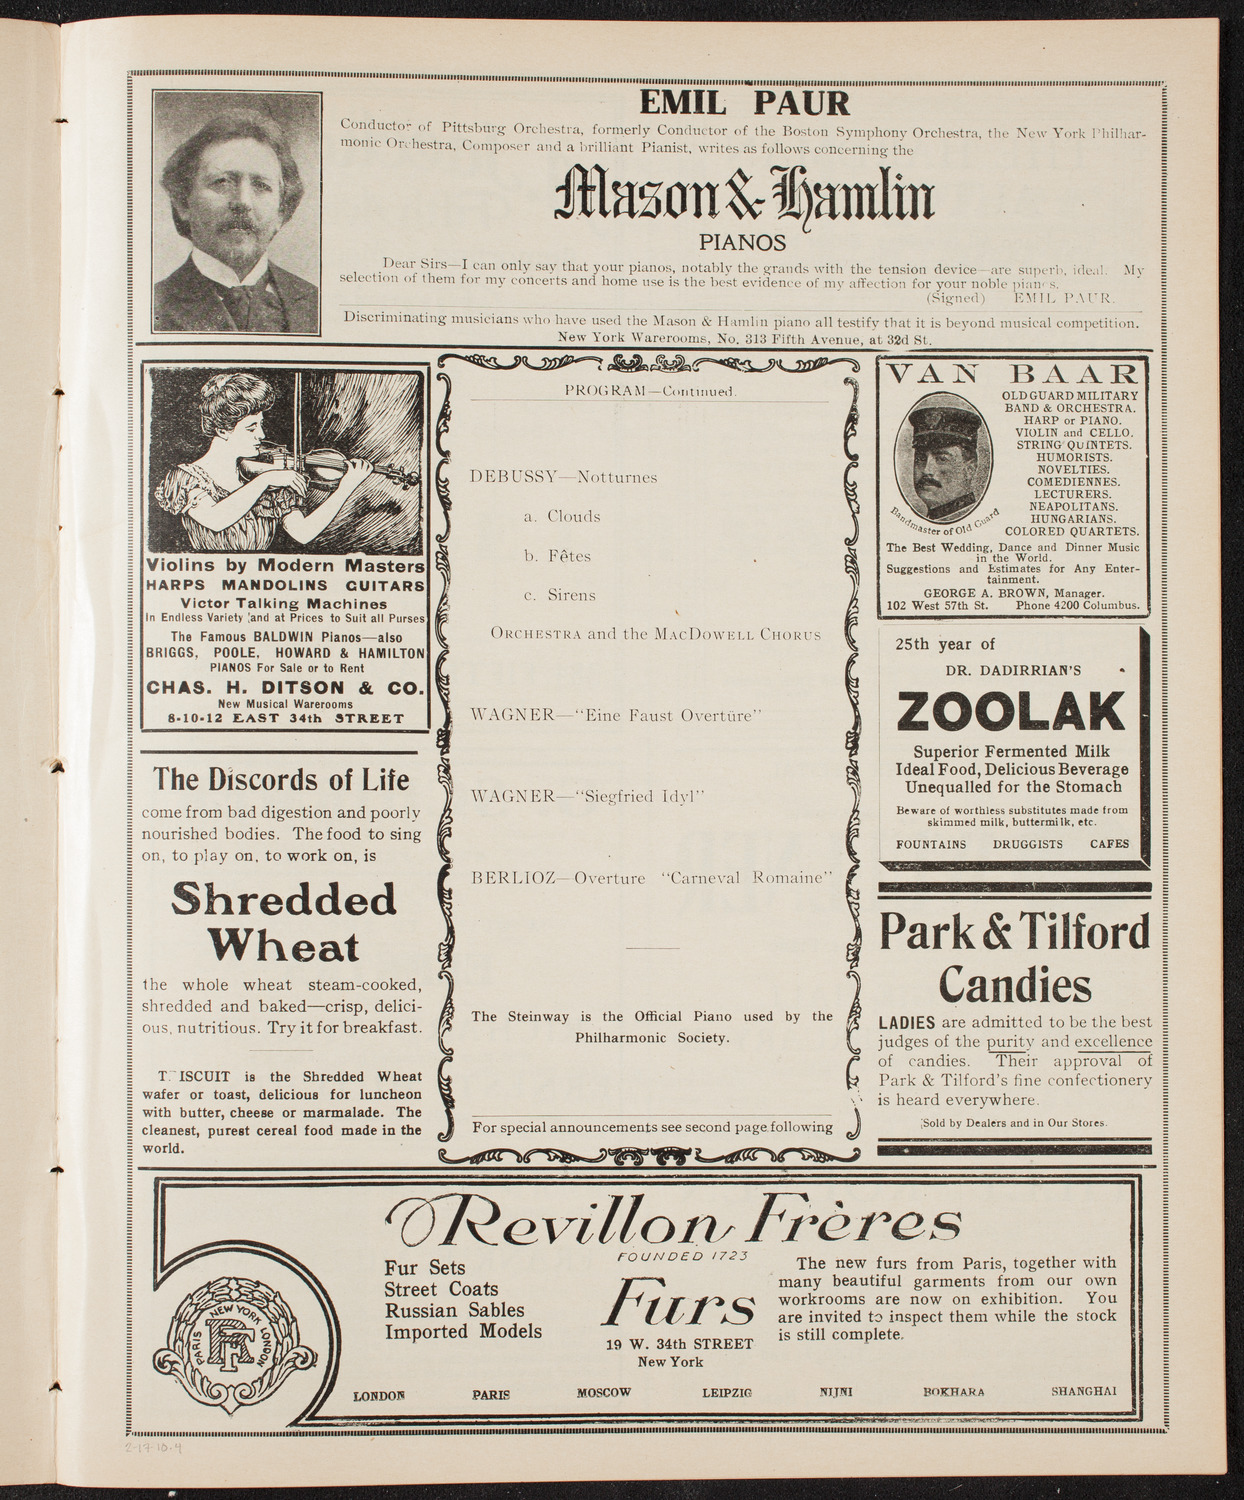 EMIL PAUR
Conductor of Pittsburg Orchestra, formerly Conductor of the Boston Symphony Orchestra, the New York Philhar-
monic Orchestra, Composer and a brilliant Pianist, writes as follows concerning the
Mason & Hamlin
PIANOS
Dear Sirs—I can only say that your pianos, notably the grands with the tension device—are superb, ideal. My
selection of them for my concerts and home use is the best evidence of my affection for your noble pianos.
(Signed) EMIL PAUR.
Discriminating musicians who have used the Mason & Hamlin piano all testify that it is beyond musical competition.
New York Warerooms, No. 313 Fifth Avenue, at 32d St.
Violins by Modern Masters
HARPS MANDOLINS GUITARS
Victor Talking Machines
In Endless Variety and at Prices to Suit all Purses
The Famous BALDWIN Pianos—also
BRIGGS, POOLE, HOWARD & HAMILTON
PIANOS For Sale or to Rent
CHAS. H. DITSON & CO.
New Musical Warerooms
8-10-12 EAST 34th STREET
The Discords of Life
come from bad digestion and poorly
nourished bodies. The food to sing
on, to play on, to work on, is
Shredded
Wheat
the whole wheat steam-cooked,
shredded and baked—crisp, delici-
ous, nutritious. Try it for breakfast.
is the Shredded Wheat
wafer or toast, delicious for luncheon
with butter, cheese or marmalade. The
cleanest, purest cereal food made in the
world.
PROGRAM—Continued.
DEBUSSY—Notturnes
a. Clouds
b. Fêtes
c. Sirens
ORCHESTRA and the MACDOWELL CHORUS
WAGNER—"Eine Faust Overtüre"
WAGNER—"Siegfried Idyl"
BERLIOZ—Overture "Carneval Romaine"
The Steinway is the Official Piano used by the
Philharmonic Society.
For special announcements see second page following
VAN BAAR
OLD GUARD MILITARY
BAND & ORCHESTRA.
HARP or PIANO.
VIOLIN and CELLO.
STRING QUINTETS.
HUMORISTS.
NOVELTIES.
COMEDIENNES.
LECTURERS.
NEAPOLITANS.
HUNGARIANS.
COLORED QUARTETS.
Bandmaster of Old Guard
The Best Wedding, Dance and Dinner Music
in the World.
Suggestions and Estimates for Any Enter-
tainment.
GEORGE A. BROWN, Manager.
102 West 57th St. Phone 4200 Columbus.
25th year of
DR. DADIRRIAN'S
ZOOLAK
Superior Fermented Milk
Ideal Food, Delicious Beverage
Unequalled for the Stomach
Beware of worthless substitutes made from
skimmed milk, buttermilk, etc.
FOUNTAINS DRUGGISTS CAFES
Park & Tilford
Candies
LADIES are admitted to be the best
judges of the purity and excellence
of candies. Their approval of
Park & Tilford's fine confectionery
is heard everywhere.
Sold by Dealers and in Our Stores.
Revillon Frères
FOUNDED 1723
Fur Sets
Street Coats
Russian Sables
Imported Models
Furs
19 W. 34th STREET
New York
The new furs from Paris, together with
many beautiful garments from our own
workrooms are now on exhibition. You
are invited to inspect them while the stock
is still complete.
PARIS NEW YORK LONDON
RF
LONDON PARIS MOSCOW LEIPZIG NIJNI BOKHARA SHANGHAI
2-17-10-9